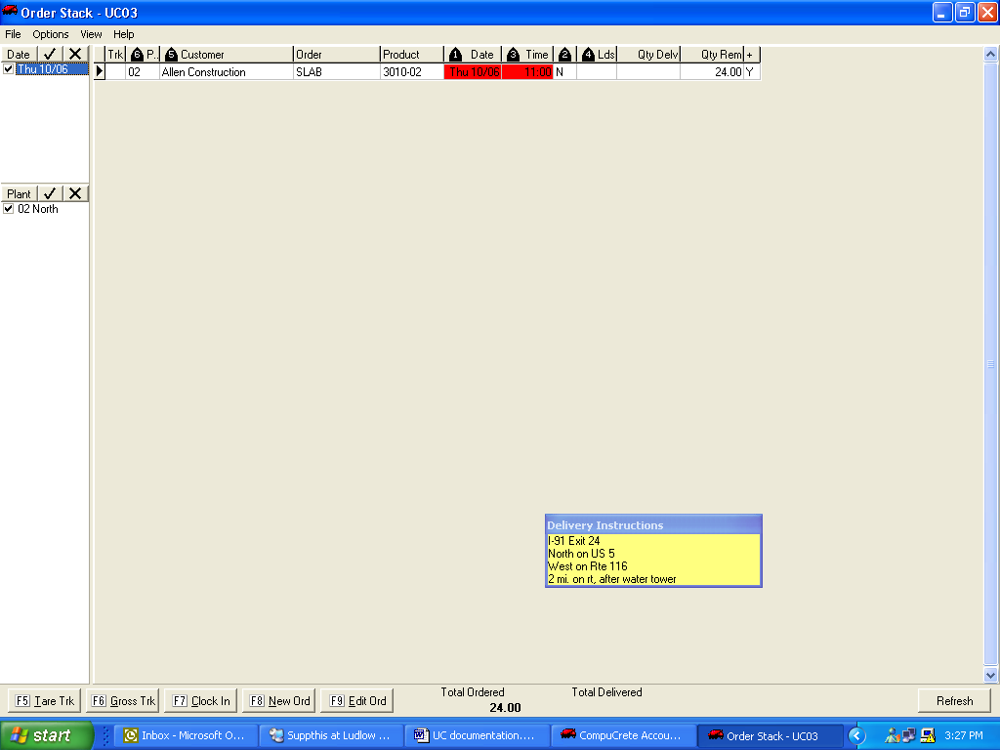 Order Stack - UC03
File Options View Help
Date Trk 6 P.. 5 Customer Order Product 1 Date 3 Time 2 4 Lds Qty Delv Qty Rem +
Thu 10/06 02 Allen Construction SLAB 3010-02 Thu 10/06 11:00 N 24.00 Y
Plant
02 North
Delivery Instructions
I-91 Exit 24
North on US 5
West on Rte 116
2 mi. on rt, after water tower
F5 Tare Trk F6 Gross Trk F7 Clock In F8 New Ord F9 Edit Ord Total Ordered Total Delivered Refresh
24.00
start Inbox - Microsoft O... Suppthis at Ludlow ... UC documentation.... CompuCrete Accou... Order Stack - UC03 3:27 PM